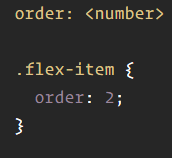 order: <number>
.flex-item {
  order: 2;
}